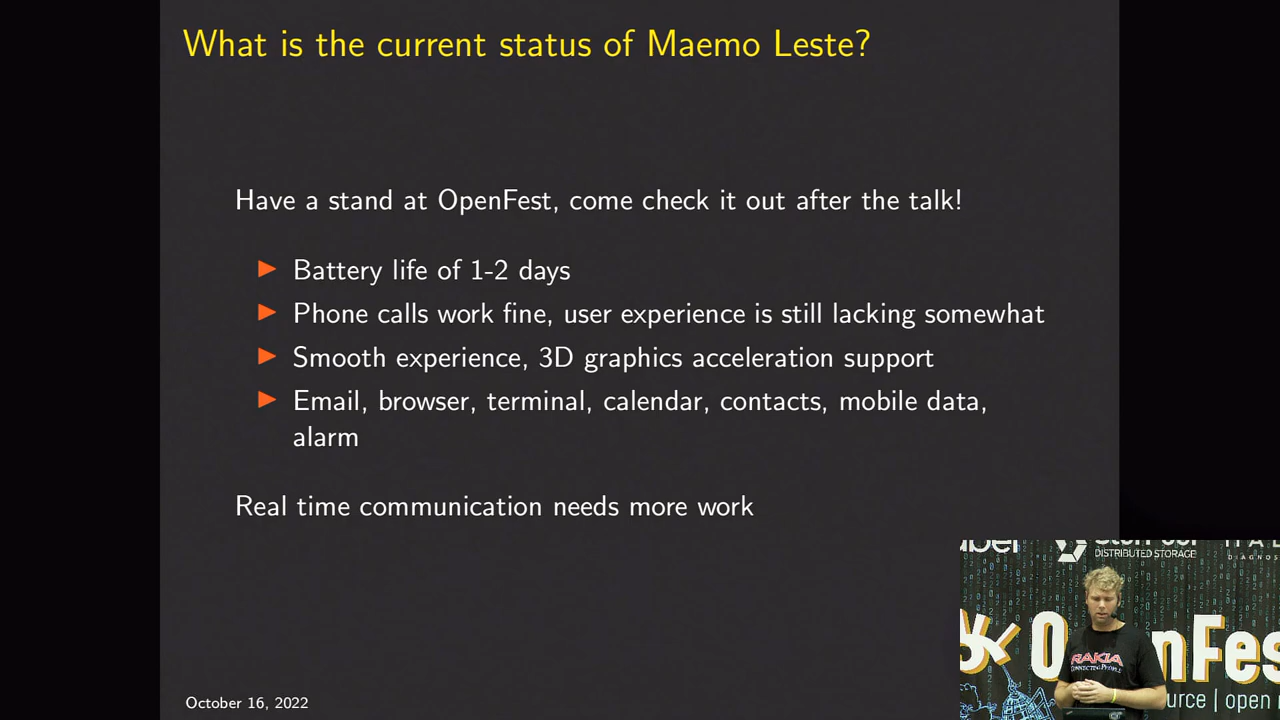 What is the current status of Maemo Leste?
Have a stand at OpenFest, come check it out after the talk!
Battery life of 1-2 days
Phone calls work fine, user experience is still lacking somewhat
Smooth experience, 3D graphics acceleration support
Email, browser, terminal, calendar, contacts, mobile data,
alarm
Real time communication needs more work
October 16, 2022
DISTRIBUTED STORAGE
RAKIA
CONNECTING PEOPLE